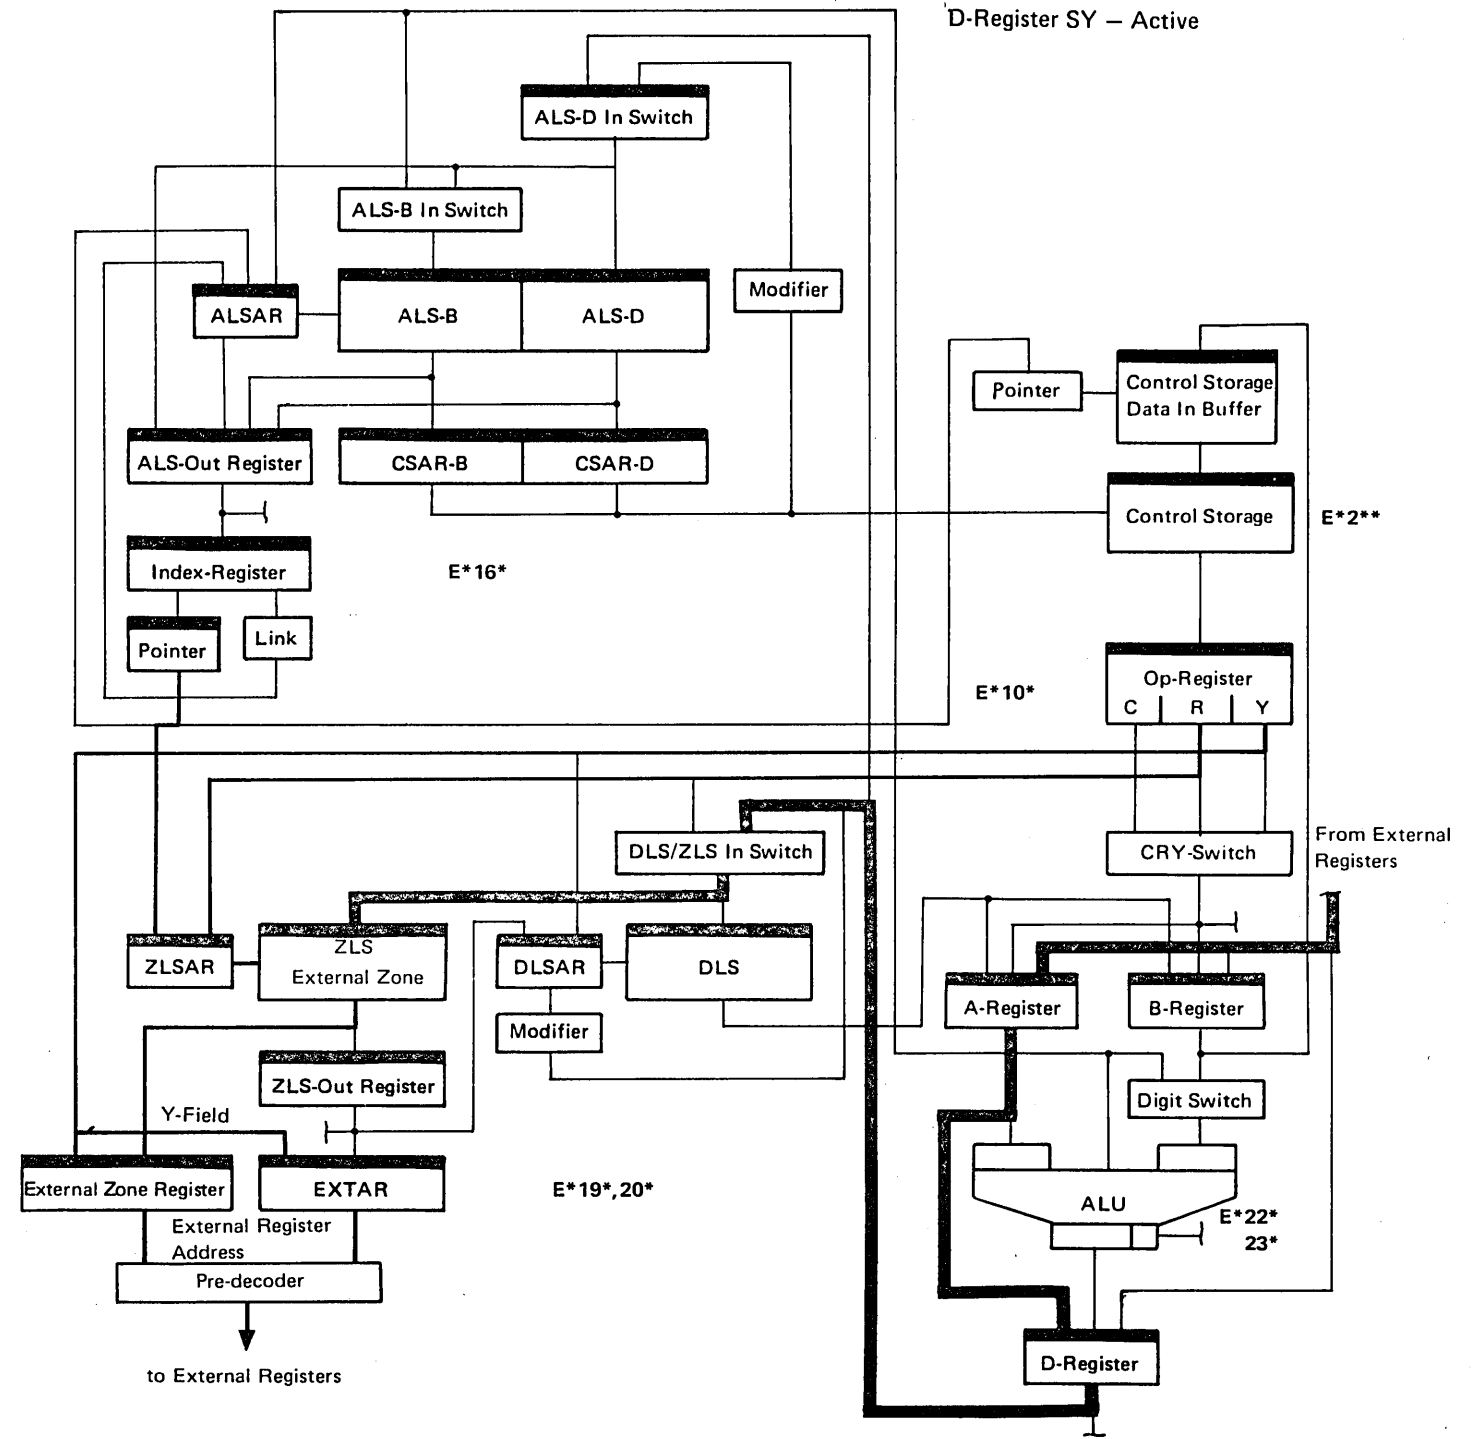 D-Register SY — Active
ALS-D In Switch
ALS-B In Switch
Modifier
ALSAR
ALS-B
ALS-D
Pointer
Control Storage
Data In Buffer
ALS-Out Register
CSAR-B
CSAR-D
Control Storage
E*2**
Index-Register
E*16*
Pointer
Link
Op-Register
C
R
Y
E*10*
DLS/ZLS In Switch
CRY-Switch
From External
Registers
ZLSAR
ZLS
External Zone
DLSAR
DLS
A-Register
B-Register
Modifier
ZLS-Out Register
Digit Switch
Y-Field
External Zone Register
EXTAR
E*19*,20*
ALU
E*22*
23*
External Register
Address
Pre-decoder
D-Register
to External Registers